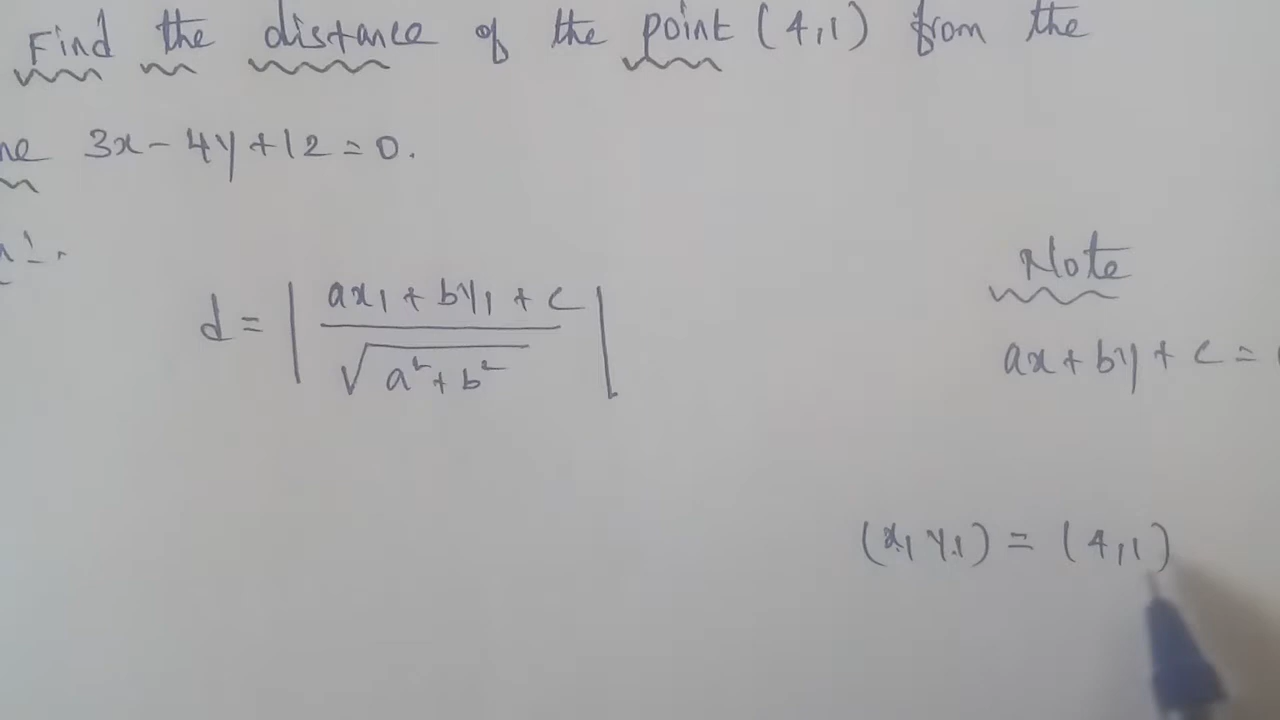 Find the distance of the point (4,1) from the
3x - 4y + 12 = 0.
Note
d = | ax₁ + by₁ + c / √a² + b² |
ax + by + c =
(x₁ y₁) = (4,1)